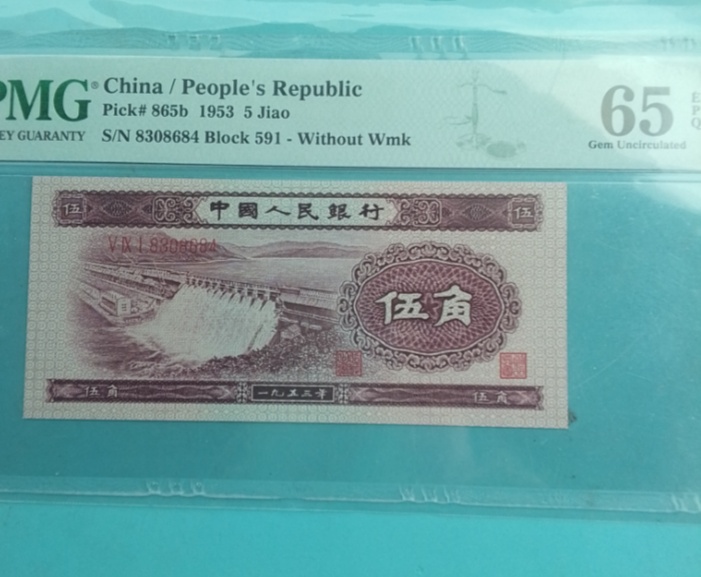 PMG® China / People's Republic
Pick# 865b 1953 5 Jiao
EY GUARANTY S/N 8308684 Block 591 - Without Wmk
65
Gem Uncirculated
伍 中國人民銀行 伍
V IX I 8308684
伍角
伍角 一九五三年 伍角